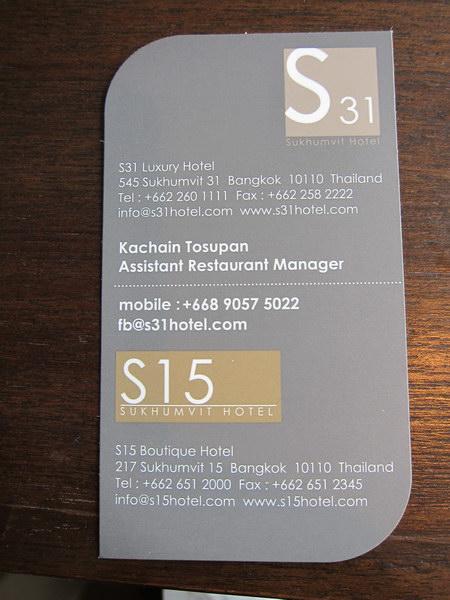 S 31
Sukhumvit Hotel
S31 Luxury Hotel
545 Sukhumvit 31 Bangkok 10110 Thailand
Tel : +662 260 1111 Fax : +662 258 2222
info@s31hotel.com www.s31hotel.com
Kachain Tosupan
Assistant Restaurant Manager
mobile : +668 9057 5022
fb@s31hotel.com
S15
SUKHUMVIT HOTEL
S15 Boutique Hotel
217 Sukhumvit 15 Bangkok 10110 Thailand
Tel : +662 651 2000 Fax : +662 651 2345
info@s15hotel.com www.s15hotel.com